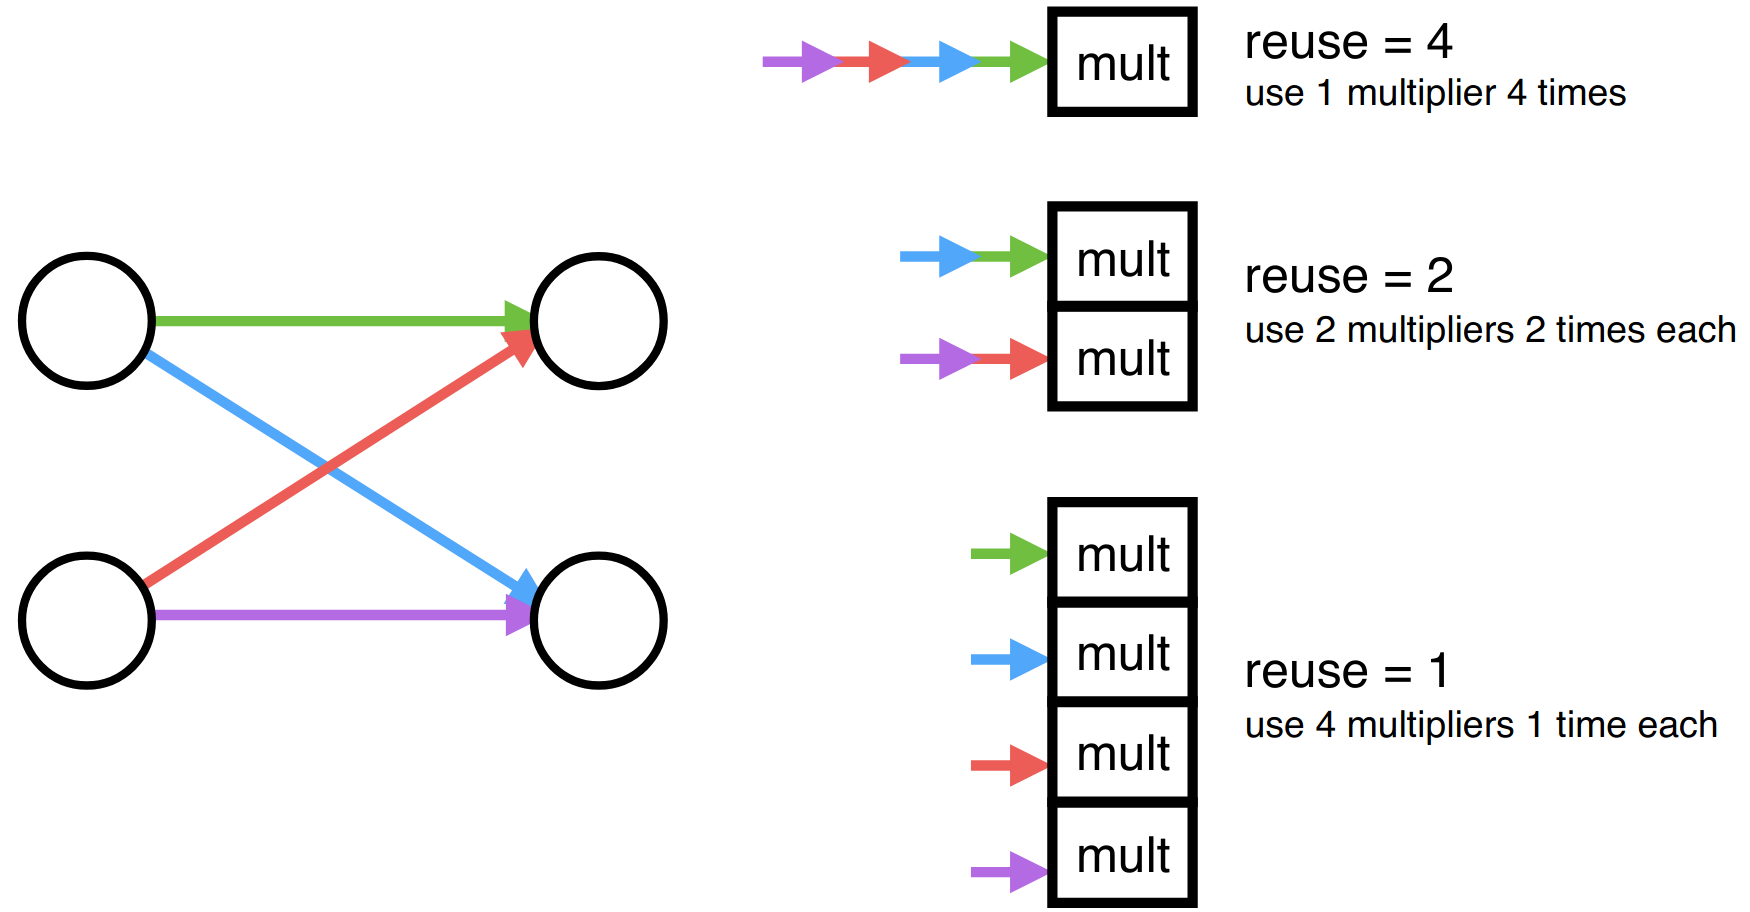 mult
reuse = 4
use 1 multiplier 4 times
mult
mult
reuse = 2
use 2 multipliers 2 times each
mult
mult
mult
mult
reuse = 1
use 4 multipliers 1 time each